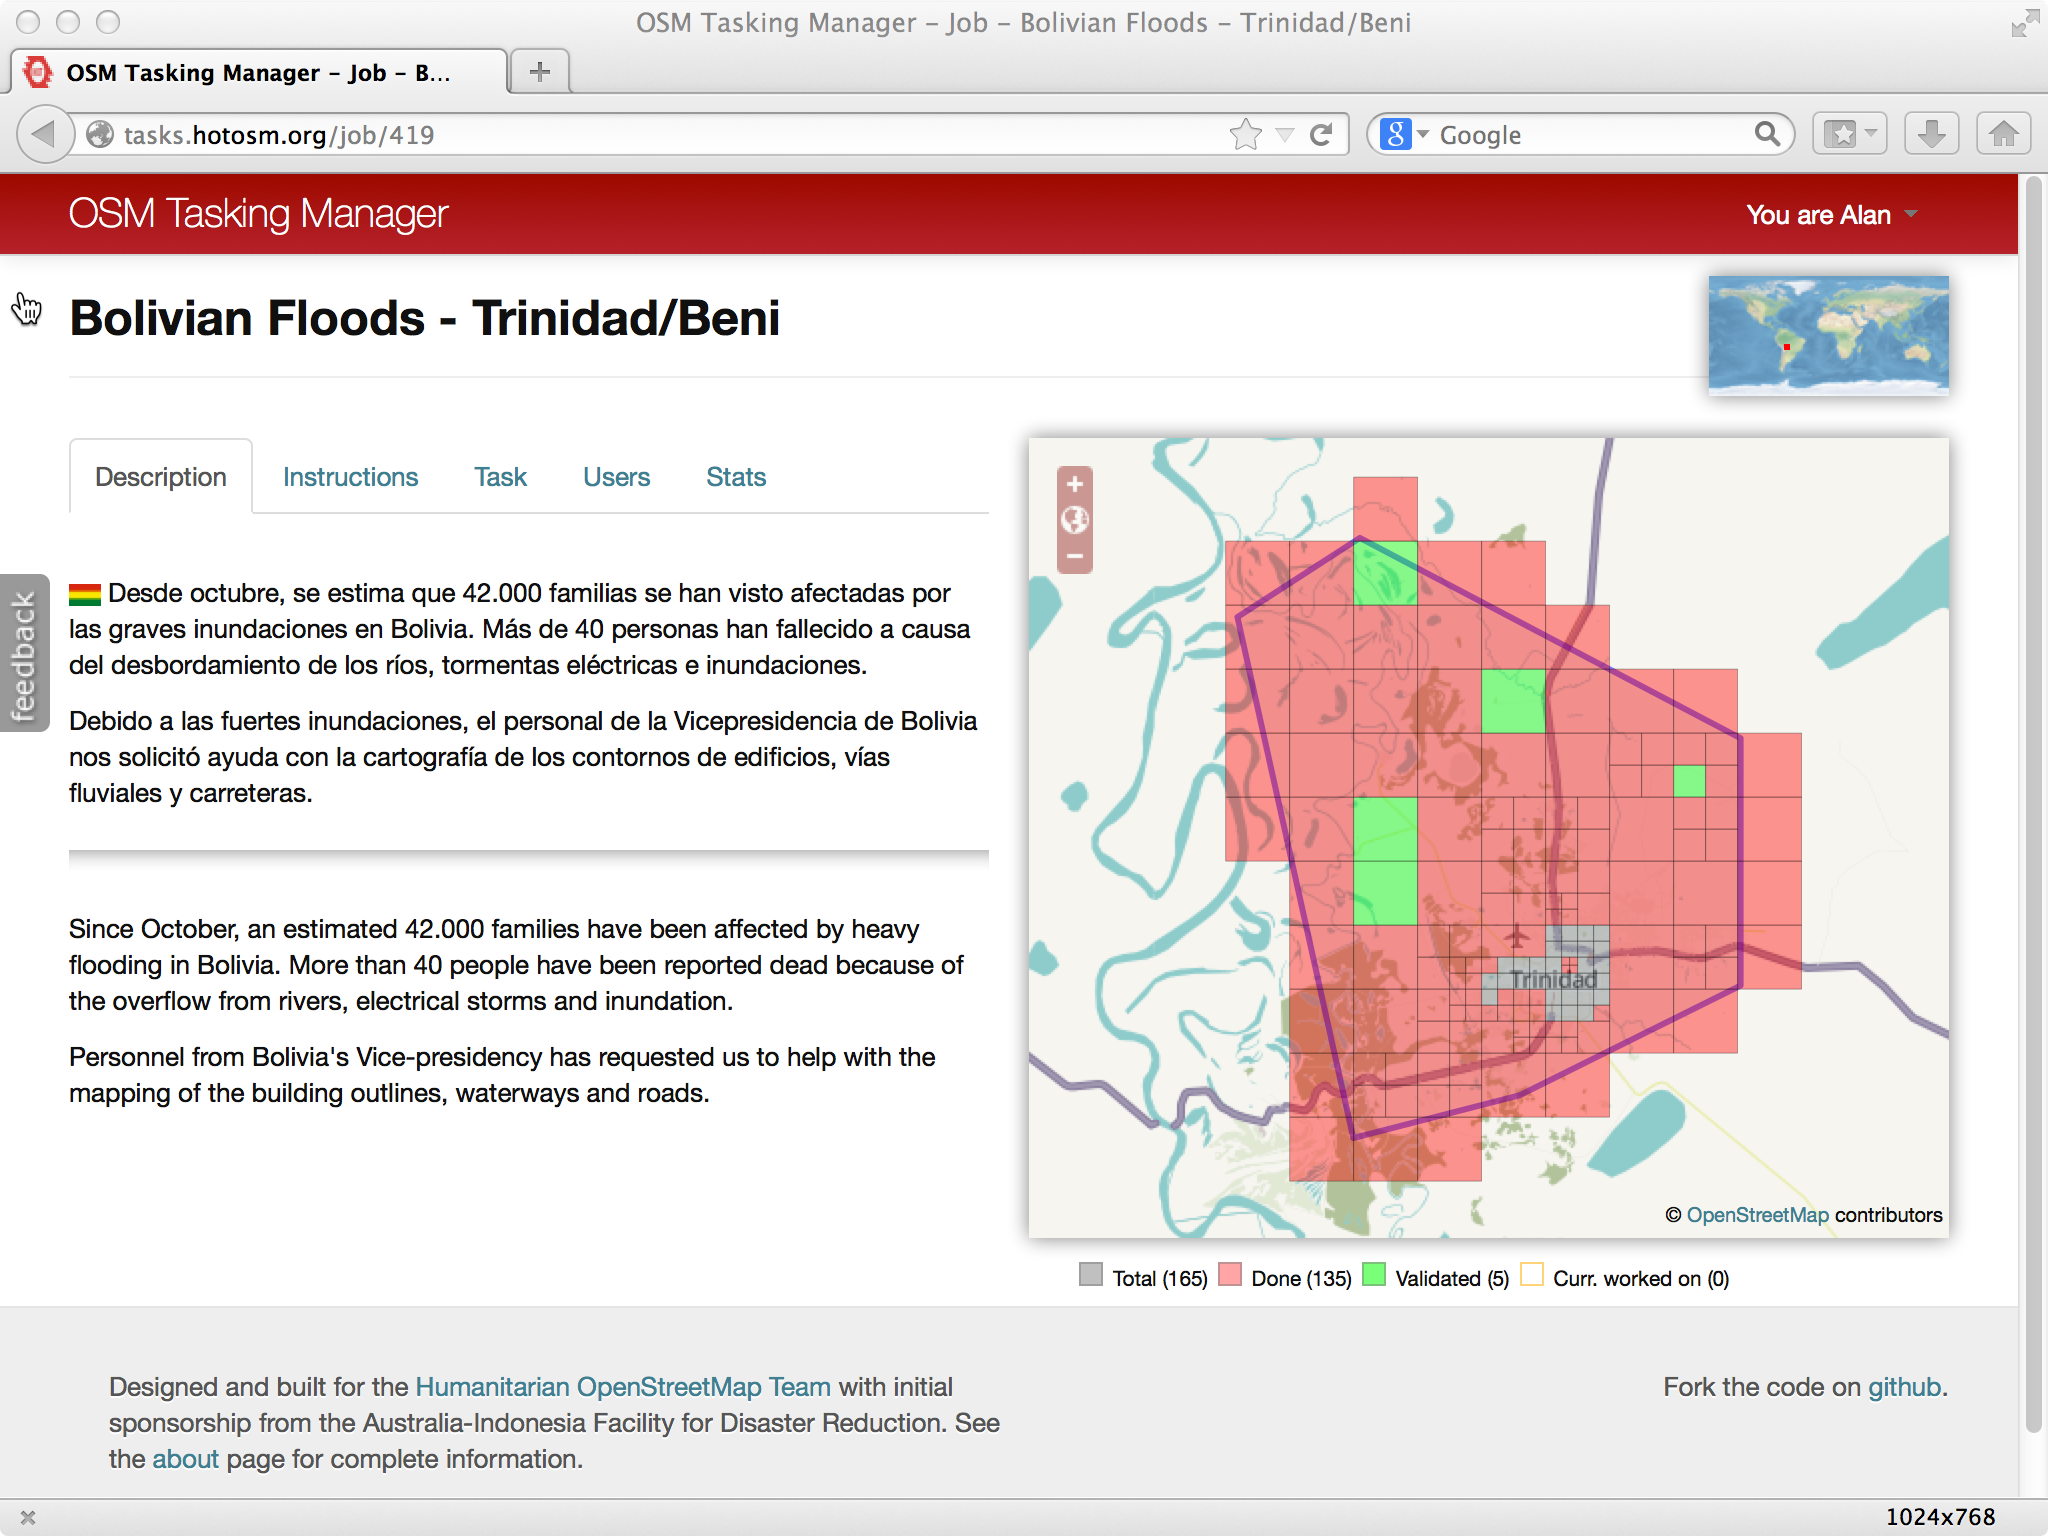 OSM Tasking Manager – Job – Bolivian Floods – Trinidad/Beni
OSM Tasking Manager – Job – B...
tasks.hotosm.org/job/419
Google
OSM Tasking Manager
You are Alan
Bolivian Floods - Trinidad/Beni
Description Instructions Task Users Stats
feedback
Desde octubre, se estima que 42.000 familias se han visto afectadas por
las graves inundaciones en Bolivia. Más de 40 personas han fallecido a causa
del desbordamiento de los ríos, tormentas eléctricas e inundaciones.
Debido a las fuertes inundaciones, el personal de la Vicepresidencia de Bolivia
nos solicitó ayuda con la cartografía de los contornos de edificios, vías
fluviales y carreteras.
Since October, an estimated 42.000 families have been affected by heavy
flooding in Bolivia. More than 40 people have been reported dead because of
the overflow from rivers, electrical storms and inundation.
Personnel from Bolivia's Vice-presidency has requested us to help with the
mapping of the building outlines, waterways and roads.
Trinidad
© OpenStreetMap contributors
Total (165) Done (135) Validated (5) Curr. worked on (0)
Designed and built for the Humanitarian OpenStreetMap Team with initial
sponsorship from the Australia-Indonesia Facility for Disaster Reduction. See
the about page for complete information.
Fork the code on github.
1024x768